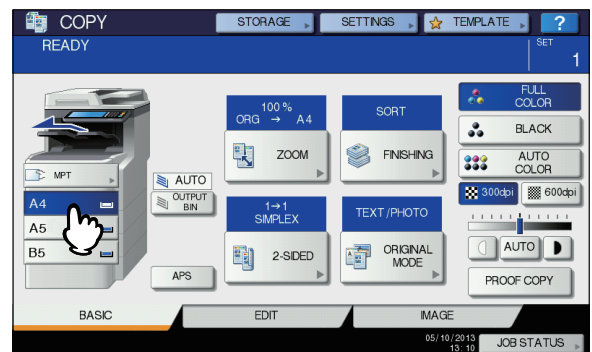 COPY
STORAGE
SETTINGS
TEMPLATE
?
READY
SET
1
100 %
ORG → A4
ZOOM
SORT
FINISHING
FULL
COLOR
BLACK
AUTO
COLOR
300dpi
600dpi
MPT
A4
A5
B5
AUTO
OUTPUT
BIN
APS
1→1
SIMPLEX
2-SIDED
TEXT/PHOTO
ORIGINAL
MODE
AUTO
PROOF COPY
BASIC
EDIT
IMAGE
05/10/2013
13:10
JOB STATUS